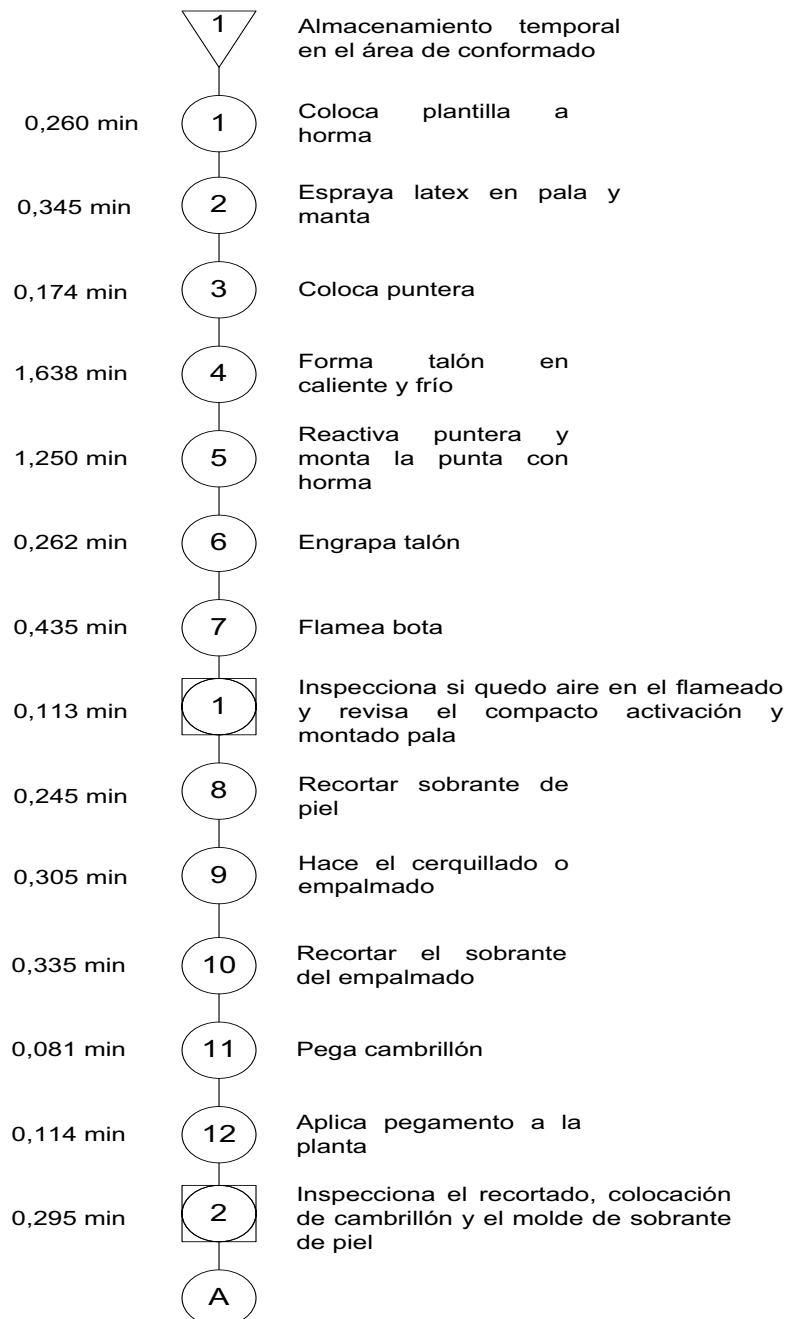 1
Almacenamiento temporal
en el área de conformado
0,260 min
1
Coloca plantilla a
horma
0,345 min
2
Espraya latex en pala y
manta
0,174 min
3
Coloca puntera
1,638 min
4
Forma talón en
caliente y frío
1,250 min
5
Reactiva puntera y
monta la punta con
horma
0,262 min
6
Engrapa talón
0,435 min
7
Flamea bota
0,113 min
1
Inspecciona si quedo aire en el flameado
y revisa el compacto activación y
montado pala
0,245 min
8
Recortar sobrante de
piel
0,305 min
9
Hace el cerquillado o
empalmado
0,335 min
10
Recortar el sobrante
del empalmado
0,081 min
11
Pega cambrillón
0,114 min
12
Aplica pegamento a la
planta
0,295 min
2
Inspecciona el recortado, colocación
de cambrillón y el molde de sobrante
de piel
A